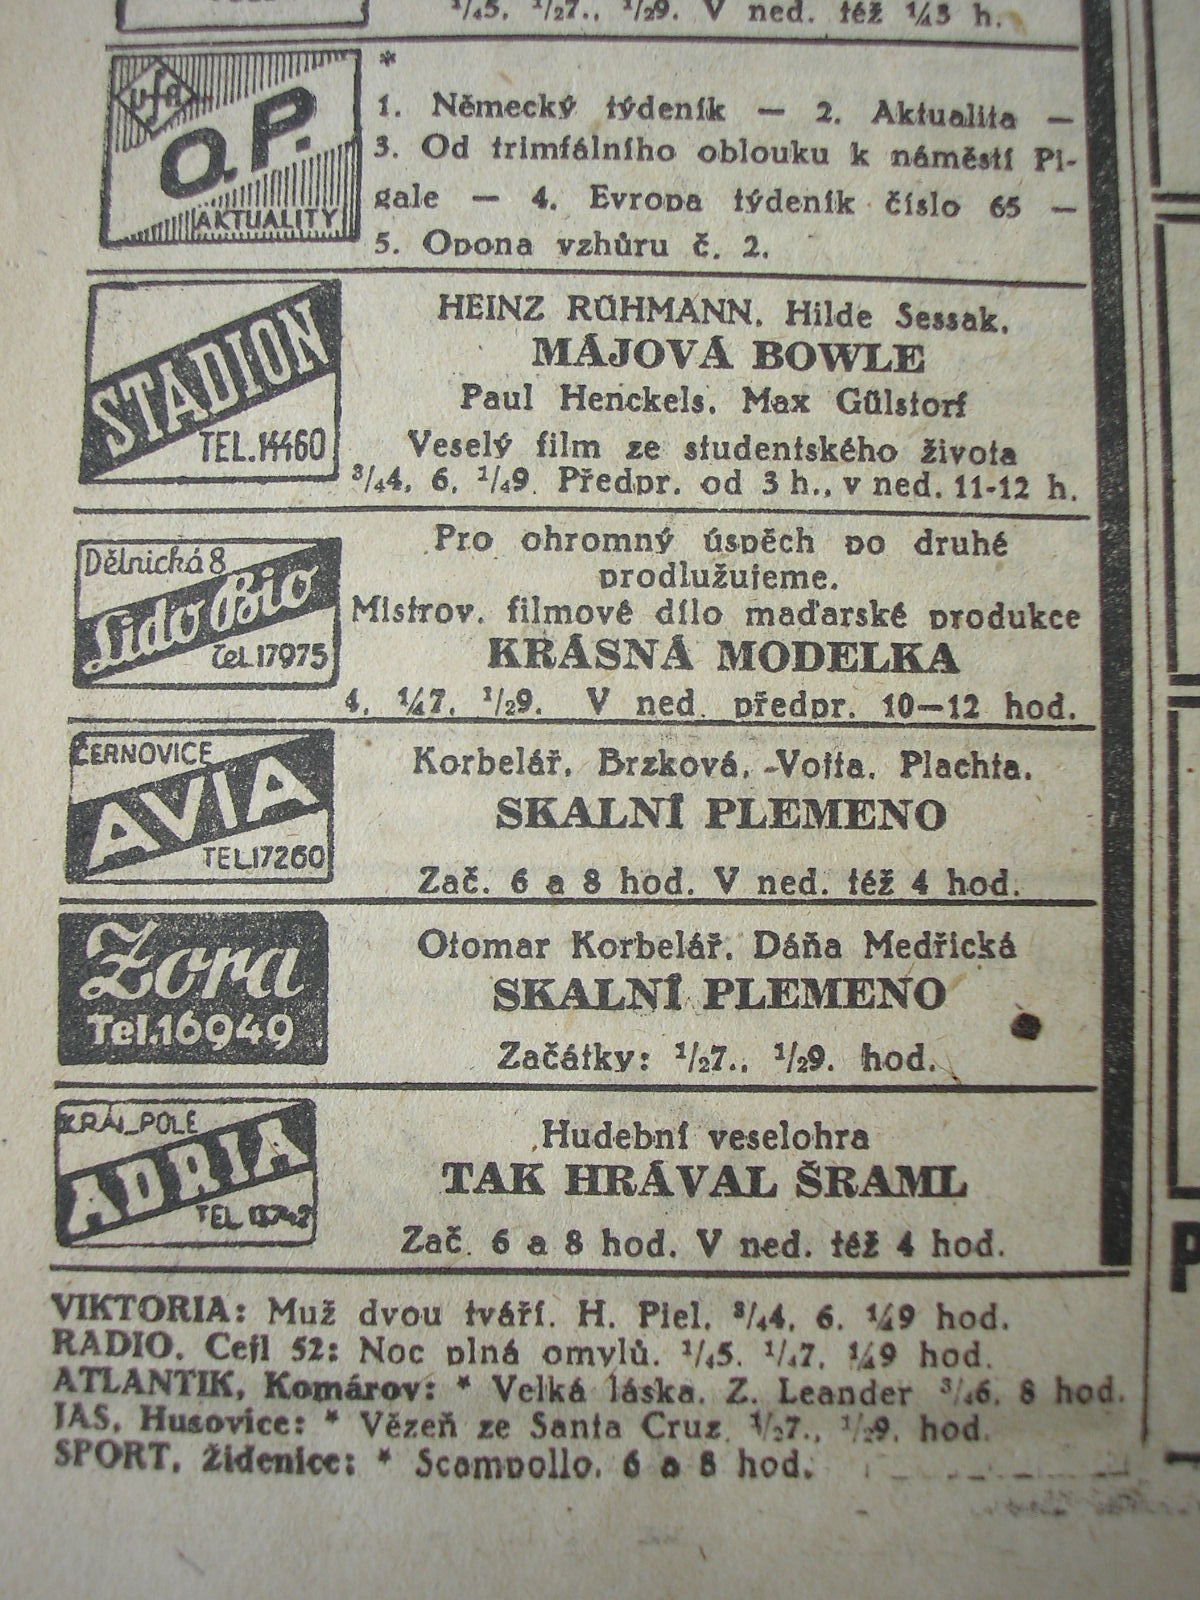 ¼5, ½7., ½9. V ned. též ¼3 h.
*
ufa
O.P.
AKTUALITY
1. Německý týdeník — 2. Aktualita —
3. Od trimfálního oblouku k náměstí Pi-
gale — 4. Evropa týdeník číslo 65 —
5. Opona vzhůru č. 2.
STADION
TEL.14460
HEINZ RÜHMANN, Hilde Sessak,
MÁJOVÁ BOWLE
Paul Henckels, Max Gülstorf
Veselý film ze studentského života
¾4, 6, ½9. Předpr. od 3 h., v ned. 11-12 h.
Dělnická 8
Lido Bio
tel.17975
Pro ohromný úspěch po druhé
prodlužujeme.
Mistrov. filmové dílo maďarské produkce
KRÁSNÁ MODELKA
4, ¼7, ½9. V ned. předpr. 10—12 hod.
ČERNOVICE
AVIA
TEL.17260
Korbelář, Brzková, Vojta, Plachta,
SKALNÍ PLEMENO
Zač. 6 a 8 hod. V ned. též 4 hod.
Zora
Tel.16949
Otomar Korbelář, Dáňa Medřická
SKALNÍ PLEMENO
Začátky: ½7., ½9. hod.
KRÁL.POLE
ADRIA
TEL
Hudební veselohra
TAK HRÁVAL ŠRAML
Zač. 6 a 8 hod. V ned. též 4 hod.
VIKTORIA: Muž dvou tváří. H. Piel, ¾4, 6, ¼9 hod.
RADIO, Cejl 52: Noc plná omylů. ¼5, ¼7, ¼9 hod.
ATLANTIK, Komárov: * Velká láska. Z. Leander ¾6, 8 hod.
JAS, Husovice: * Vězeň ze Santa Cruz. ½7., ½9. hod.
SPORT, Židenice: * Scampollo. 6 a 8 hod.